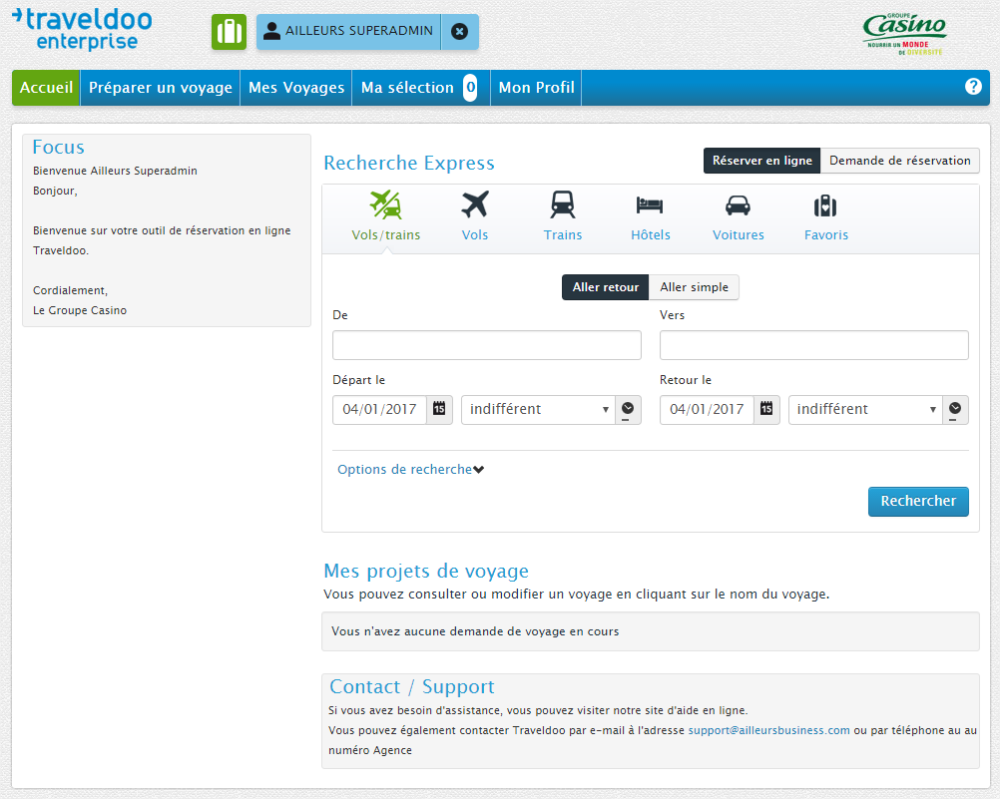 traveldoo
enterprise
AILLEURS SUPERADMIN
GROUPE
Casino
NOURRIR UN MONDE
DE DIVERSITÉ
Accueil Préparer un voyage Mes Voyages Ma sélection 0 Mon Profil ?
Focus
Bienvenue Ailleurs Superadmin
Bonjour,
Bienvenue sur votre outil de réservation en ligne
Traveldoo.
Cordialement,
Le Groupe Casino
Recherche Express
Réserver en ligne Demande de réservation
Vols/trains Vols Trains Hôtels Voitures Favoris
Aller retour Aller simple
De Vers
Départ le Retour le
04/01/2017 15 indifférent 04/01/2017 15 indifférent
Options de recherche
Rechercher
Mes projets de voyage
Vous pouvez consulter ou modifier un voyage en cliquant sur le nom du voyage.
Vous n'avez aucune demande de voyage en cours
Contact / Support
Si vous avez besoin d'assistance, vous pouvez visiter notre site d'aide en ligne.
Vous pouvez également contacter Traveldoo par e-mail à l'adresse support@ailleursbusiness.com ou par téléphone au au
numéro Agence